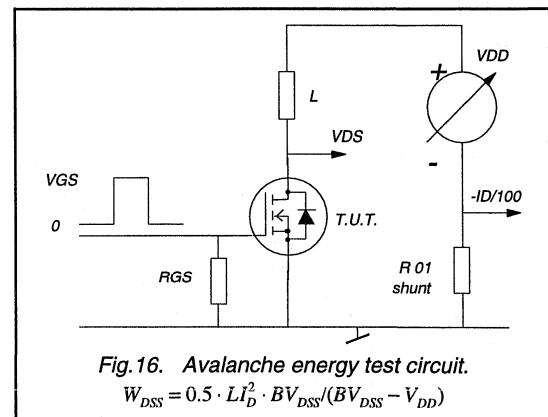 VDD
+
L
VDS
-
VGS
-ID/100
0
T.U.T.
RGS
R 01
shunt
Fig.16. Avalanche energy test circuit.
W_DSS = 0.5 · LI_D^2 · BV_DSS/(BV_DSS − V_DD)